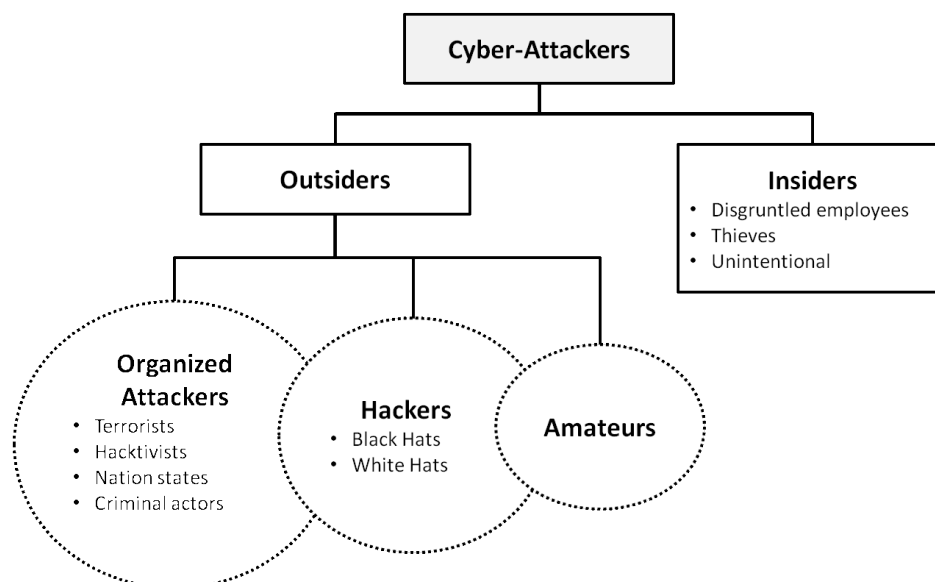 Cyber-Attackers
Outsiders
Insiders
• Disgruntled employees
• Thieves
• Unintentional
Organized
Attackers
• Terrorists
• Hacktivists
• Nation states
• Criminal actors
Hackers
• Black Hats
• White Hats
Amateurs